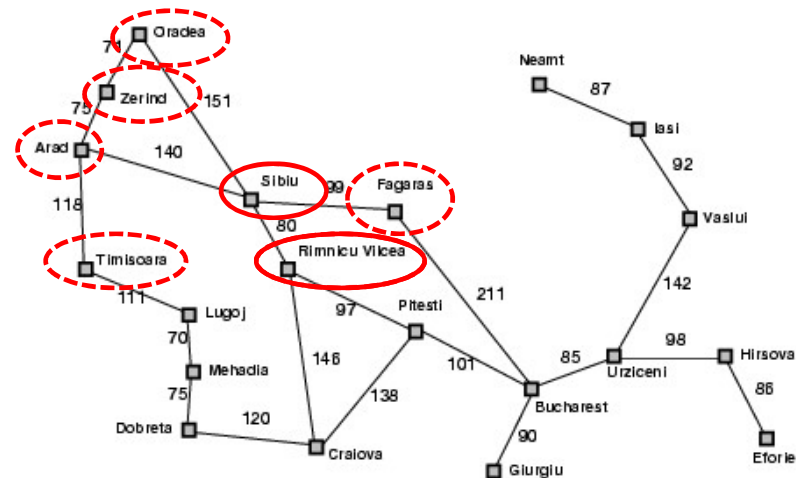 Oradea
71
Neamt
Zerind
87
75
151
Iasi
Arad
140
92
Sibiu
Fagaras
99
118
Vaslui
80
Timisoara
Rimnicu Vilcea
111
211
142
Lugoj
97
Pitesti
70
98
146
85
Hirsova
101
Urziceni
Mehadia
75
138
86
Bucharest
120
Dobreta
90
Craiova
Eforie
Giurgiu